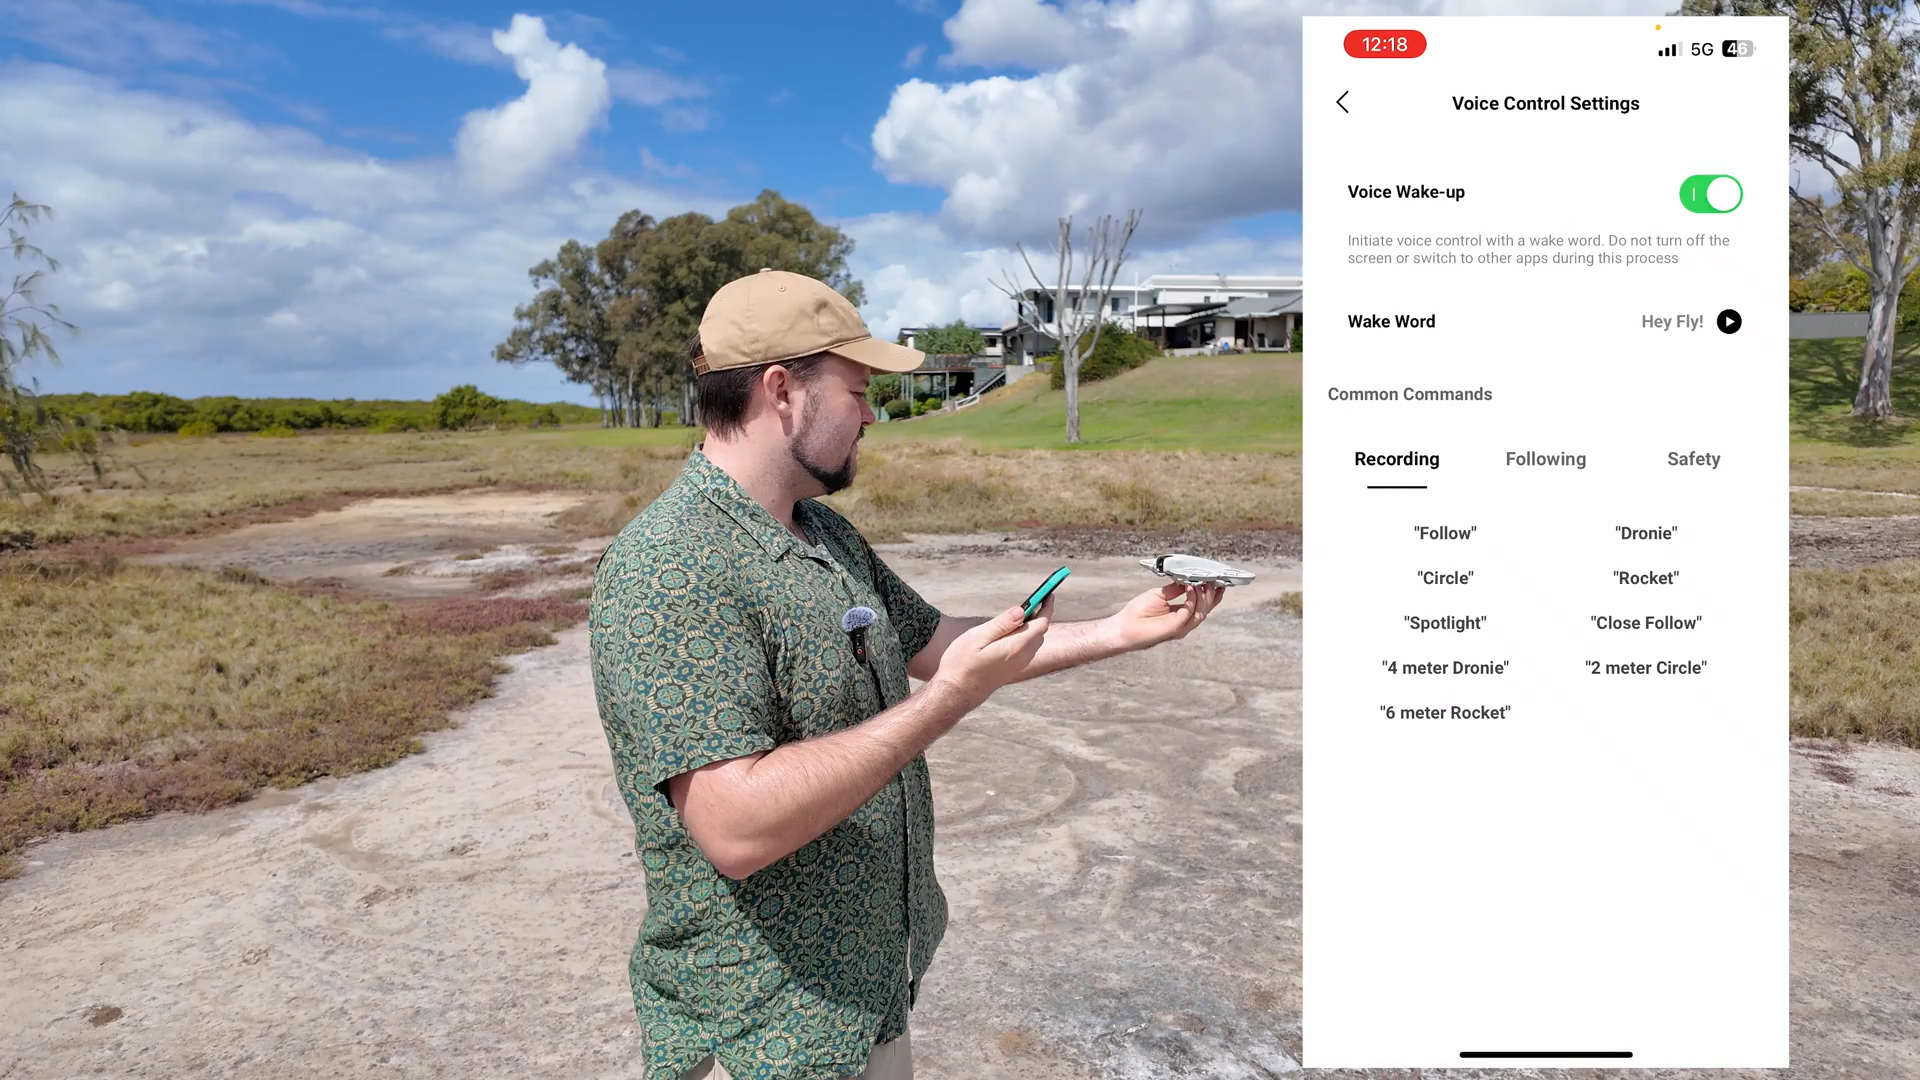 12:18
5G 46
Voice Control Settings
Voice Wake-up
Initiate voice control with a wake word. Do not turn off the
screen or switch to other apps during this process
Wake Word
Hey Fly!
Common Commands
Recording
Following
Safety
"Follow"
"Dronie"
"Circle"
"Rocket"
"Spotlight"
"Close Follow"
"4 meter Dronie"
"2 meter Circle"
"6 meter Rocket"